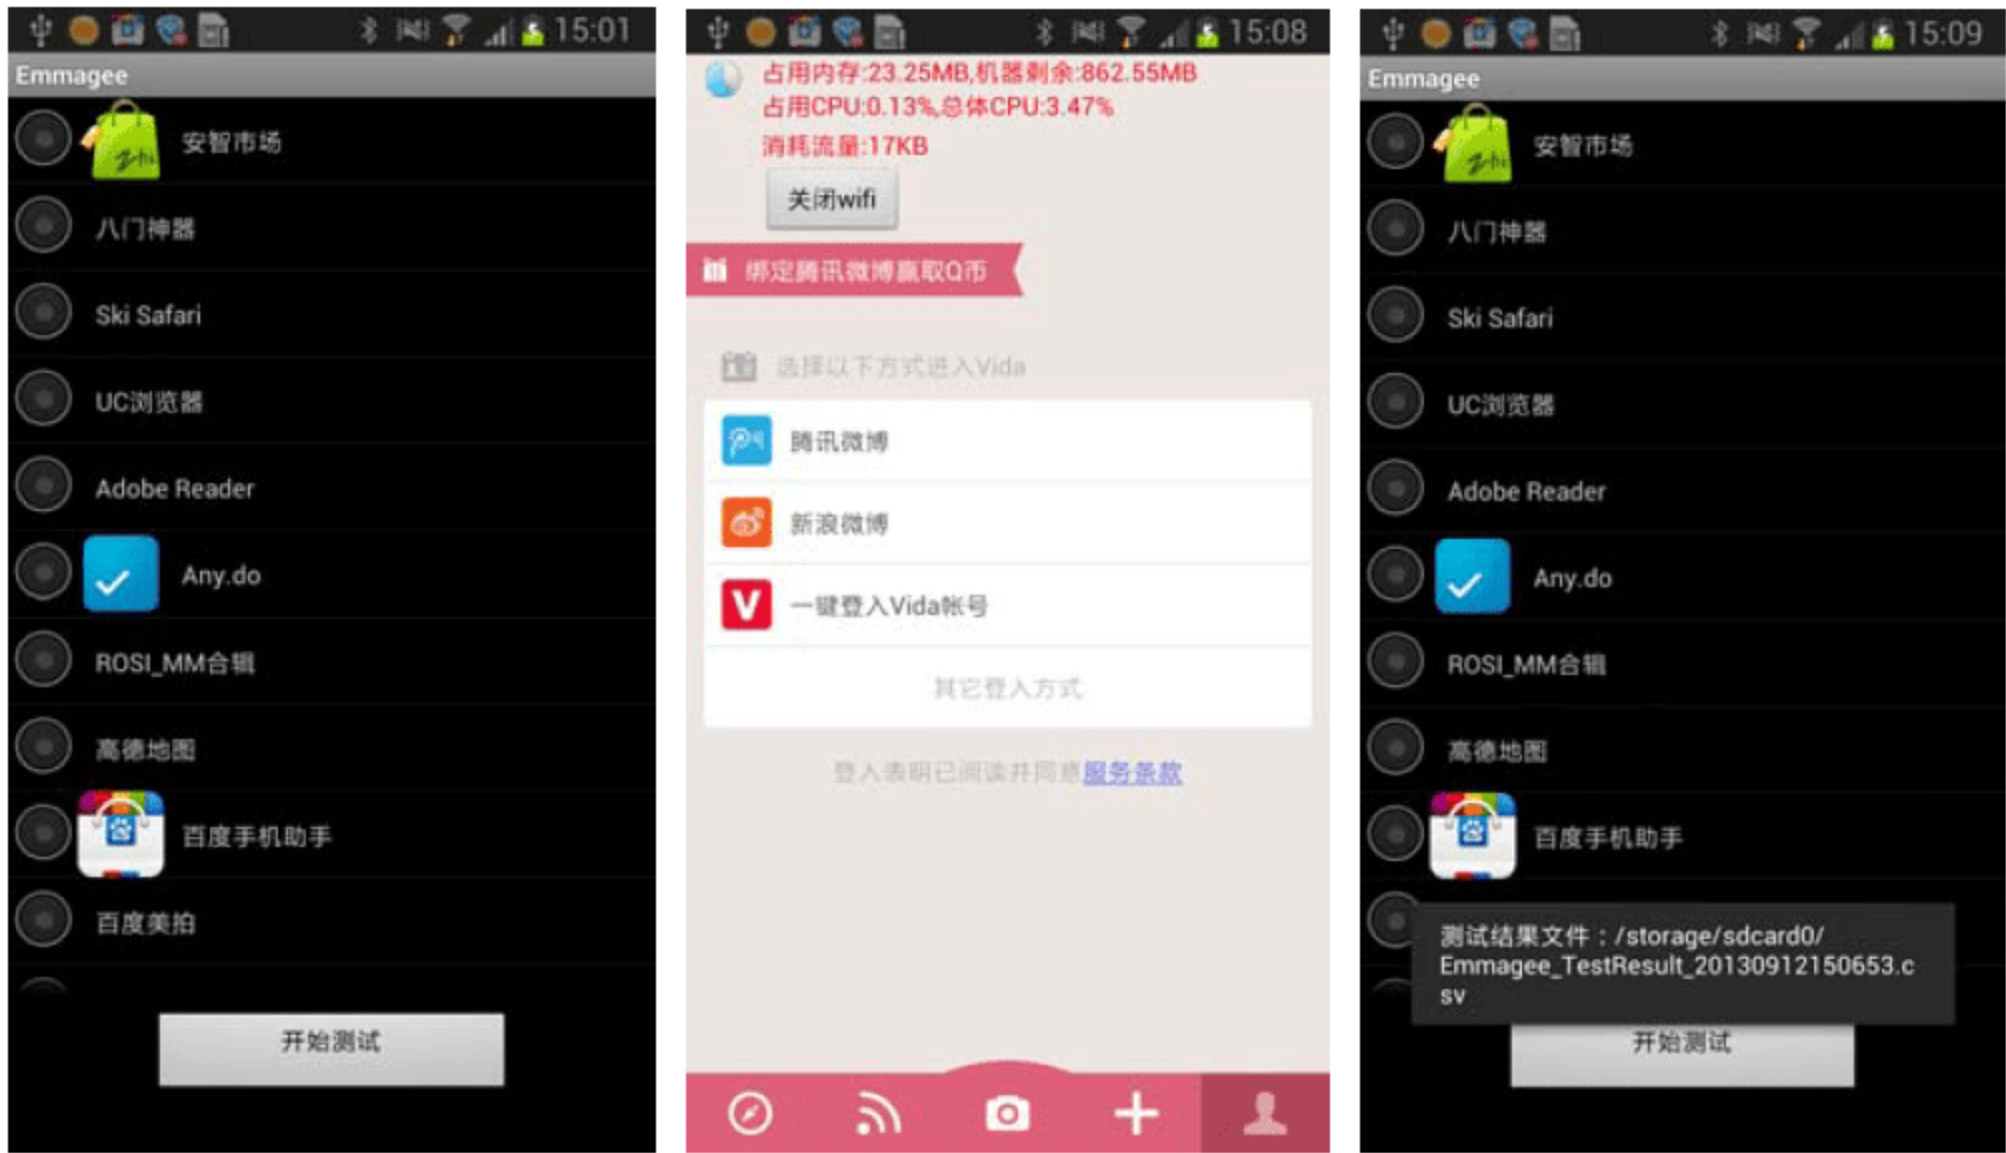 15:01
Emmagee
安智市场
八门神器
Ski Safari
UC浏览器
Adobe Reader
Any.do
ROSI_MM合辑
高德地图
百度手机助手
百度美拍
开始测试
15:08
占用内存:23.25MB,机器剩余:862.55MB
占用CPU:0.13%,总体CPU:3.47%
消耗流量:17KB
关闭wifi
绑定腾讯微博赢取Q币
选择以下方式进入Vida
腾讯微博
新浪微博
一键登入Vida帐号
其它登入方式
登入表明已阅读并同意服务条款
15:09
Emmagee
安智市场
八门神器
Ski Safari
UC浏览器
Adobe Reader
Any.do
ROSI_MM合辑
高德地图
百度手机助手
测试结果文件：/storage/sdcard0/
Emmagee_TestResult_20130912150653.c
sv
开始测试